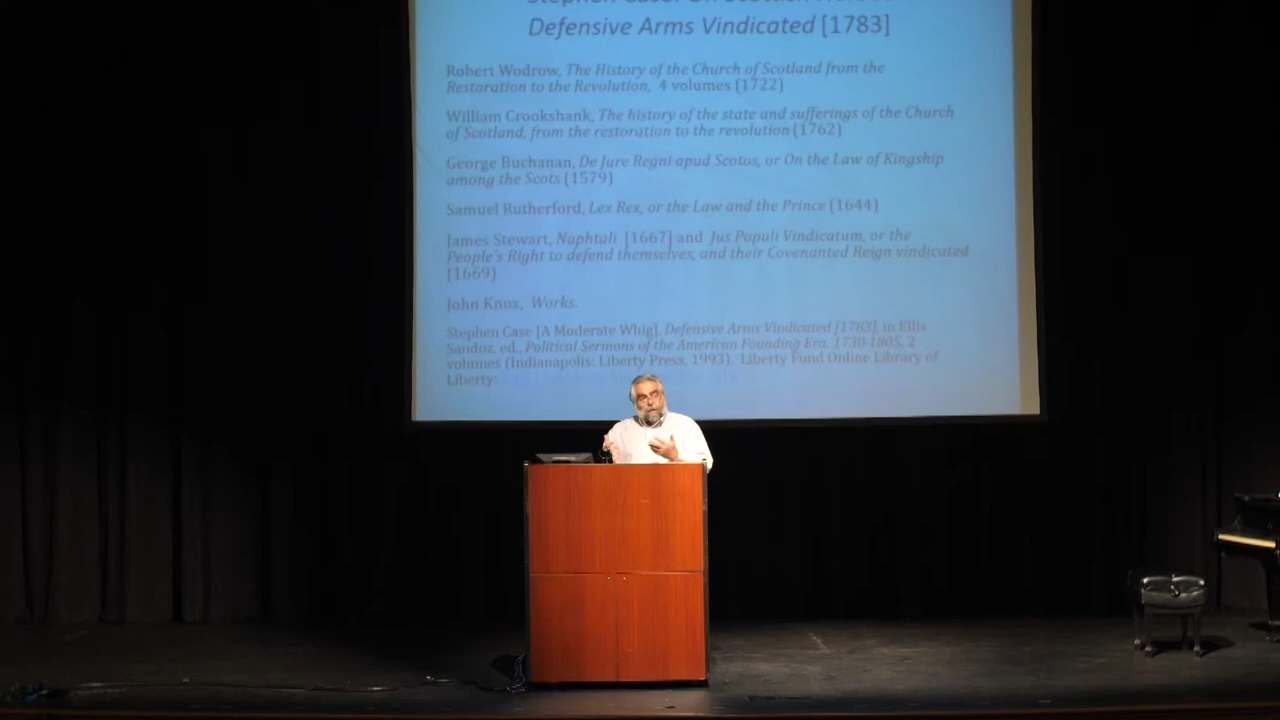 Defensive Arms Vindicated [1783]
Robert Wodrow, The History of the Church of Scotland from the
Restoration to the Revolution, 4 volumes (1722)
William Crookshank, The history of the state and sufferings of the Church
of Scotland, from the restoration to the revolution (1762)
George Buchanan, De Jure Regni apud Scotos, or On the Law of Kingship
among the Scots (1579)
Samuel Rutherford, Lex Rex, or the Law and the Prince (1644)
James Stewart, Naphtali [1667] and Jus Populi Vindicatum, or the
People's Right to defend themselves, and their Covenanted Reign vindicated
(1669)
John Knox, Works.
Stephen Case [A Moderate Whig], Defensive Arms Vindicated [1783], in Ellis
Sandoz, ed., Political Sermons of the American Founding Era, 1730-1805, 2
volumes (Indianapolis: Liberty Press, 1993). Liberty Fund Online Library of
Liberty: